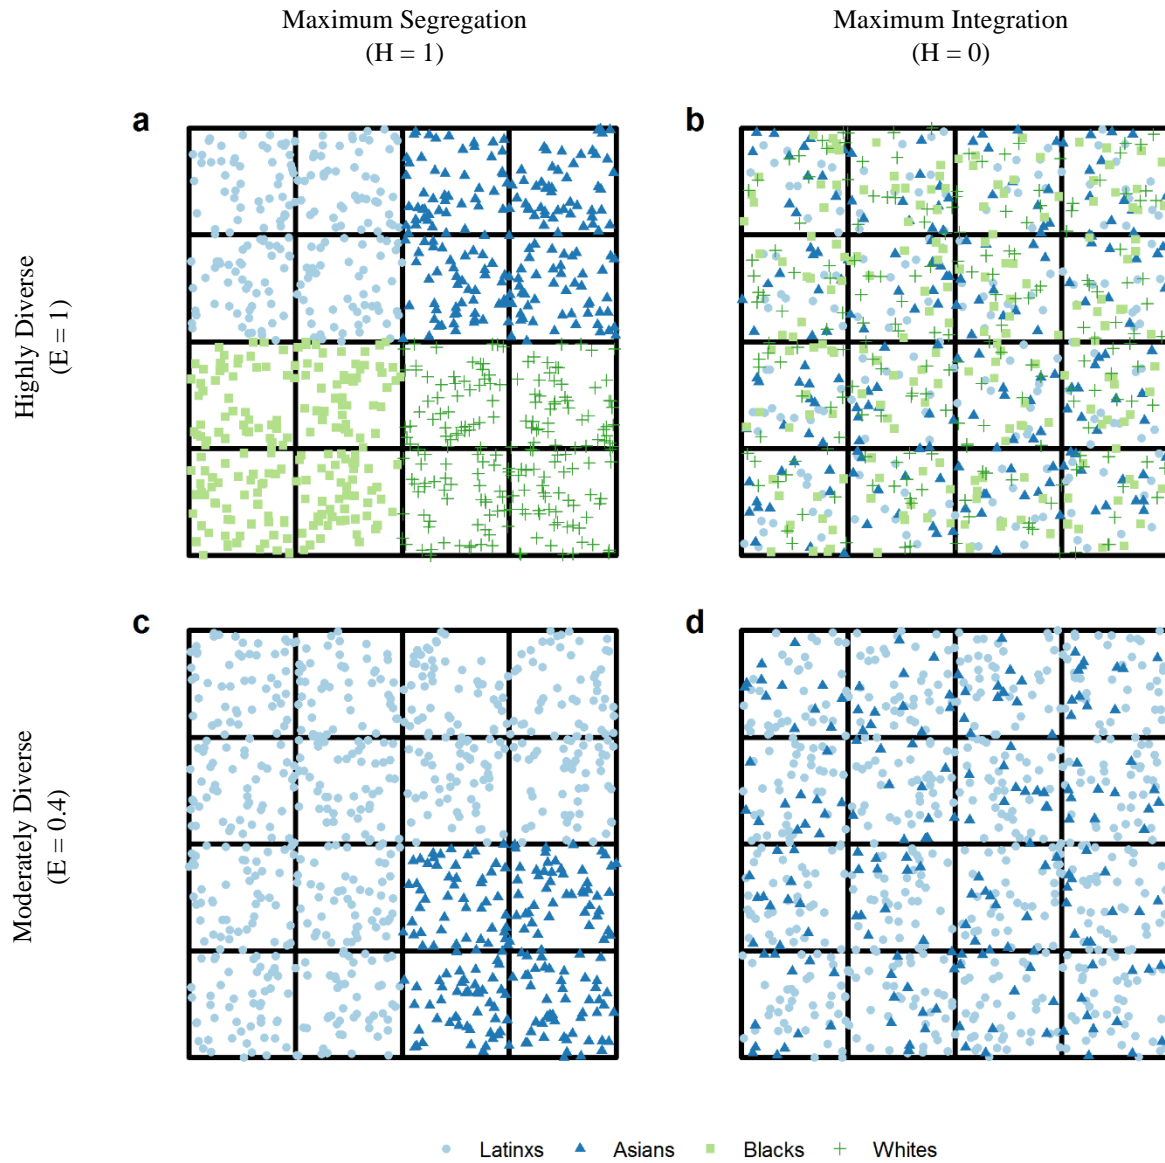 Maximum Segregation
(H = 1)
Maximum Integration
(H = 0)
a
b
Highly Diverse
(E = 1)
c
d
Moderately Diverse
(E = 0.4)
Latinxs
Asians
Blacks
Whites